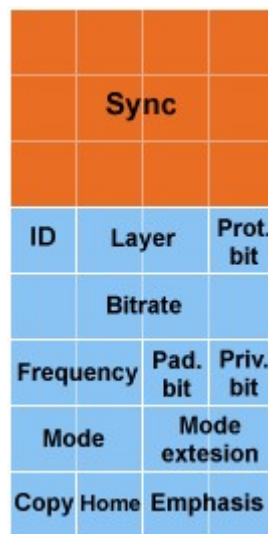 Sync
ID Layer Prot. bit
Bitrate
Frequency Pad. bit Priv. bit
Mode Mode extesion
Copy Home Emphasis